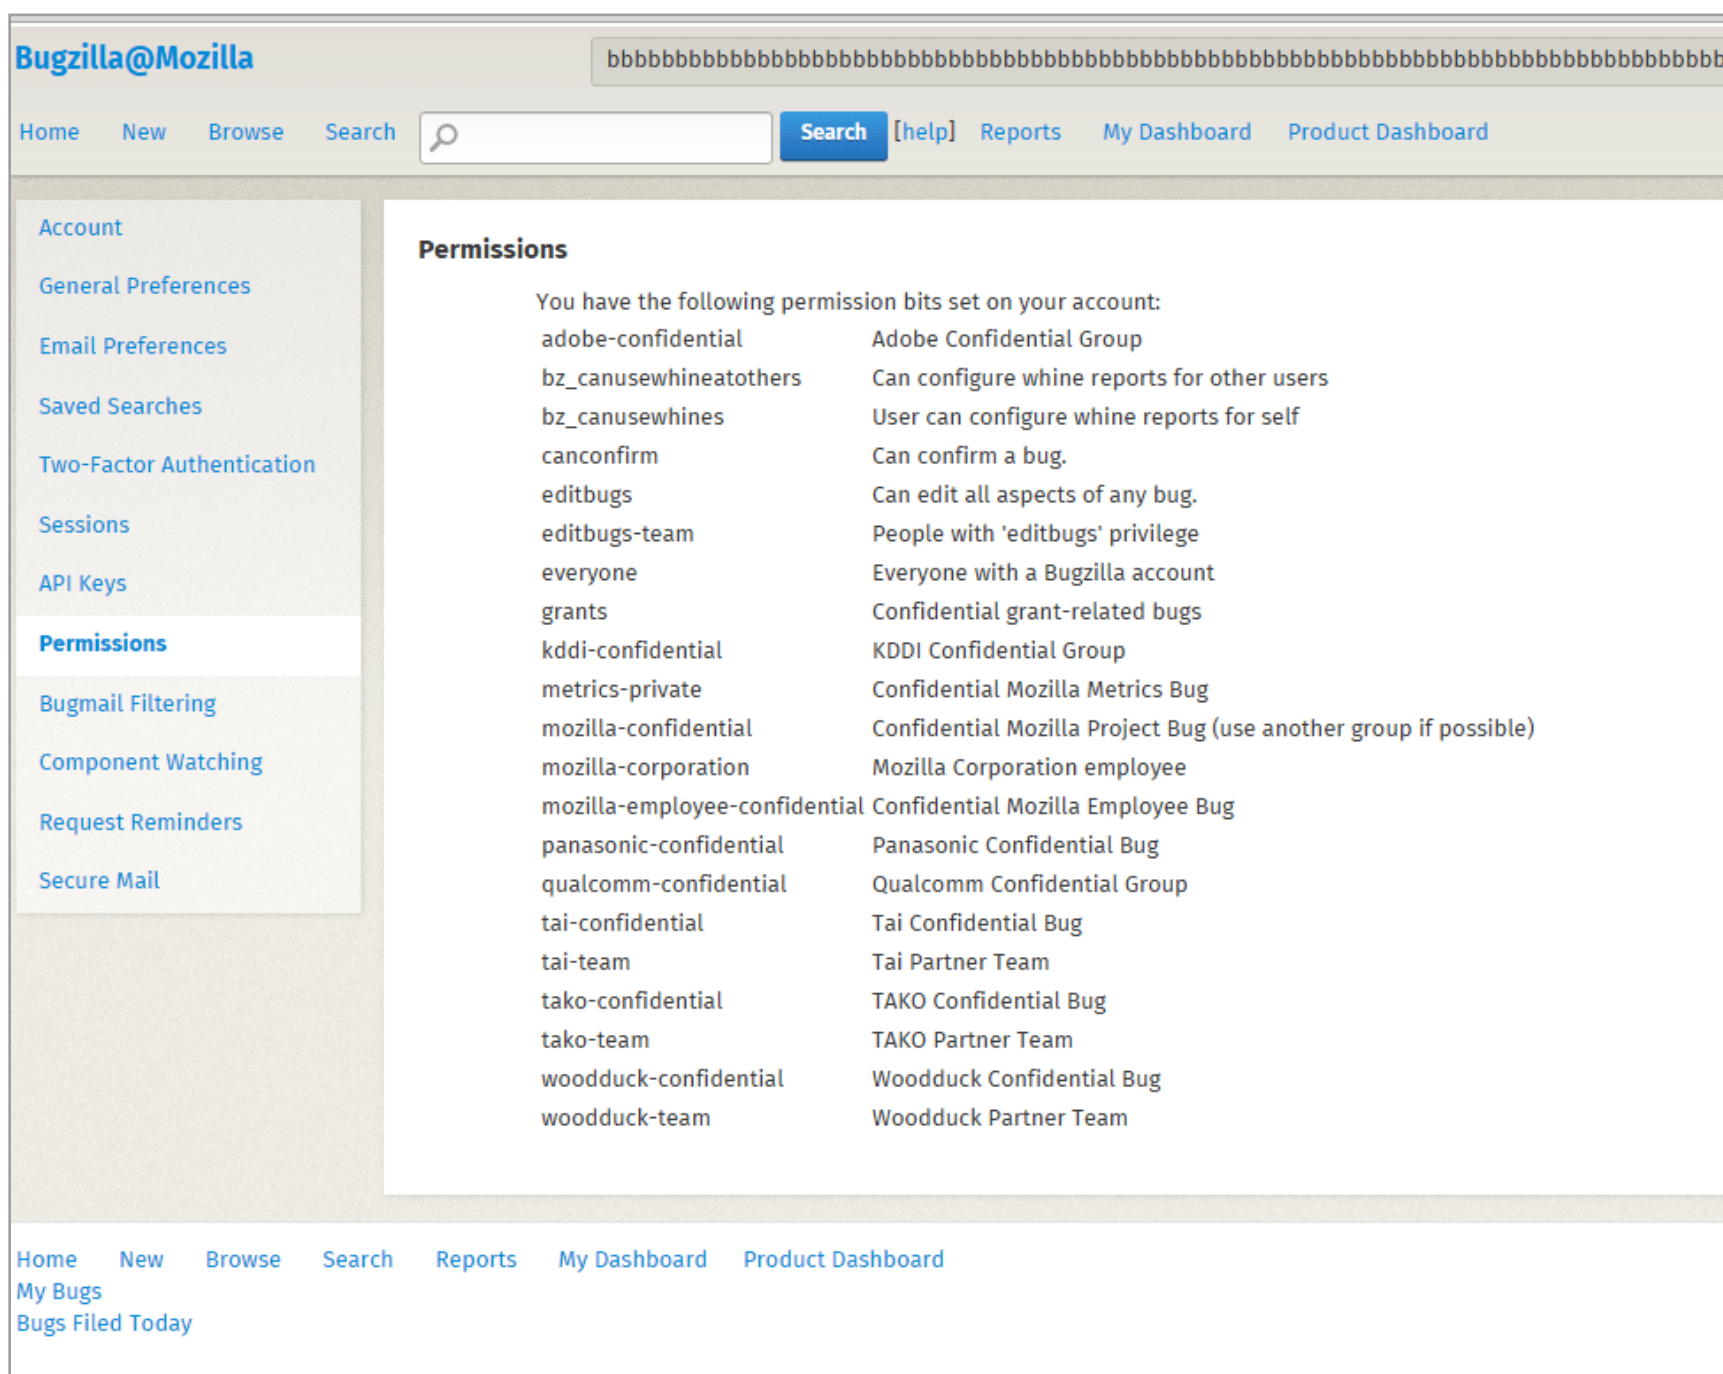 Bugzilla@Mozilla
bbbbbbbbbbbbbbbbbbbbbbbbbbbbbbbbbbbbbbbbbbbbbbbbbbbbbbbbbbbbbbbbbbbbbbbbbbbbbbbbbb
Home New Browse Search Search [help] Reports My Dashboard Product Dashboard
Account
General Preferences
Email Preferences
Saved Searches
Two-Factor Authentication
Sessions
API Keys
Permissions
Bugmail Filtering
Component Watching
Request Reminders
Secure Mail
Permissions
You have the following permission bits set on your account:
adobe-confidential Adobe Confidential Group
bz_canusewhineatothers Can configure whine reports for other users
bz_canusewhines User can configure whine reports for self
canconfirm Can confirm a bug.
editbugs Can edit all aspects of any bug.
editbugs-team People with 'editbugs' privilege
everyone Everyone with a Bugzilla account
grants Confidential grant-related bugs
kddi-confidential KDDI Confidential Group
metrics-private Confidential Mozilla Metrics Bug
mozilla-confidential Confidential Mozilla Project Bug (use another group if possible)
mozilla-corporation Mozilla Corporation employee
mozilla-employee-confidential Confidential Mozilla Employee Bug
panasonic-confidential Panasonic Confidential Bug
qualcomm-confidential Qualcomm Confidential Group
tai-confidential Tai Confidential Bug
tai-team Tai Partner Team
tako-confidential TAKO Confidential Bug
tako-team TAKO Partner Team
woodduck-confidential Woodduck Confidential Bug
woodduck-team Woodduck Partner Team
Home New Browse Search Reports My Dashboard Product Dashboard
My Bugs
Bugs Filed Today